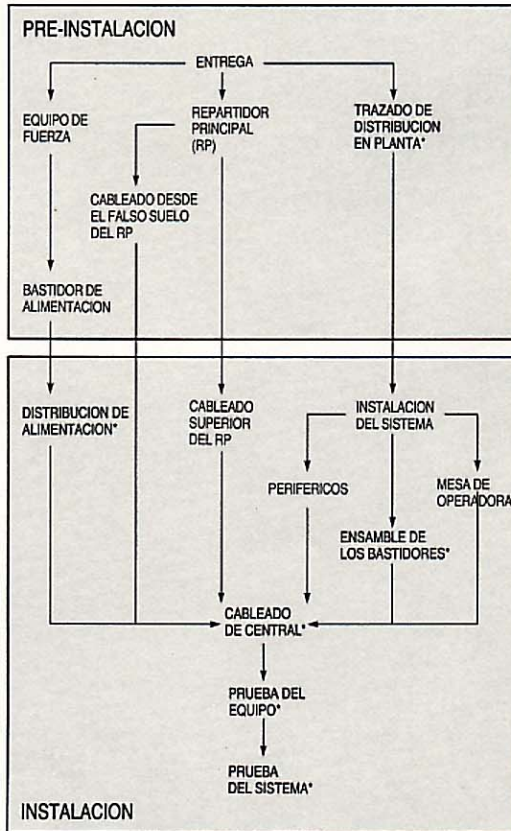 PRE-INSTALACION
ENTREGA
EQUIPO DE
FUERZA
REPARTIDOR
PRINCIPAL
(RP)
TRAZADO DE
DISTRIBUCION
EN PLANTA*
CABLEADO DESDE
EL FALSO SUELO
DEL RP
BASTIDOR DE
ALIMENTACION
DISTRIBUCION DE
ALIMENTACION*
CABLEADO
SUPERIOR
DEL RP
INSTALACION
DEL SISTEMA
PERIFERICOS
MESA DE
OPERADORA
ENSAMBLE DE
LOS BASTIDORES*
CABLEADO
DE CENTRAL*
PRUEBA DEL
EQUIPO*
PRUEBA
DEL SISTEMA*
INSTALACION